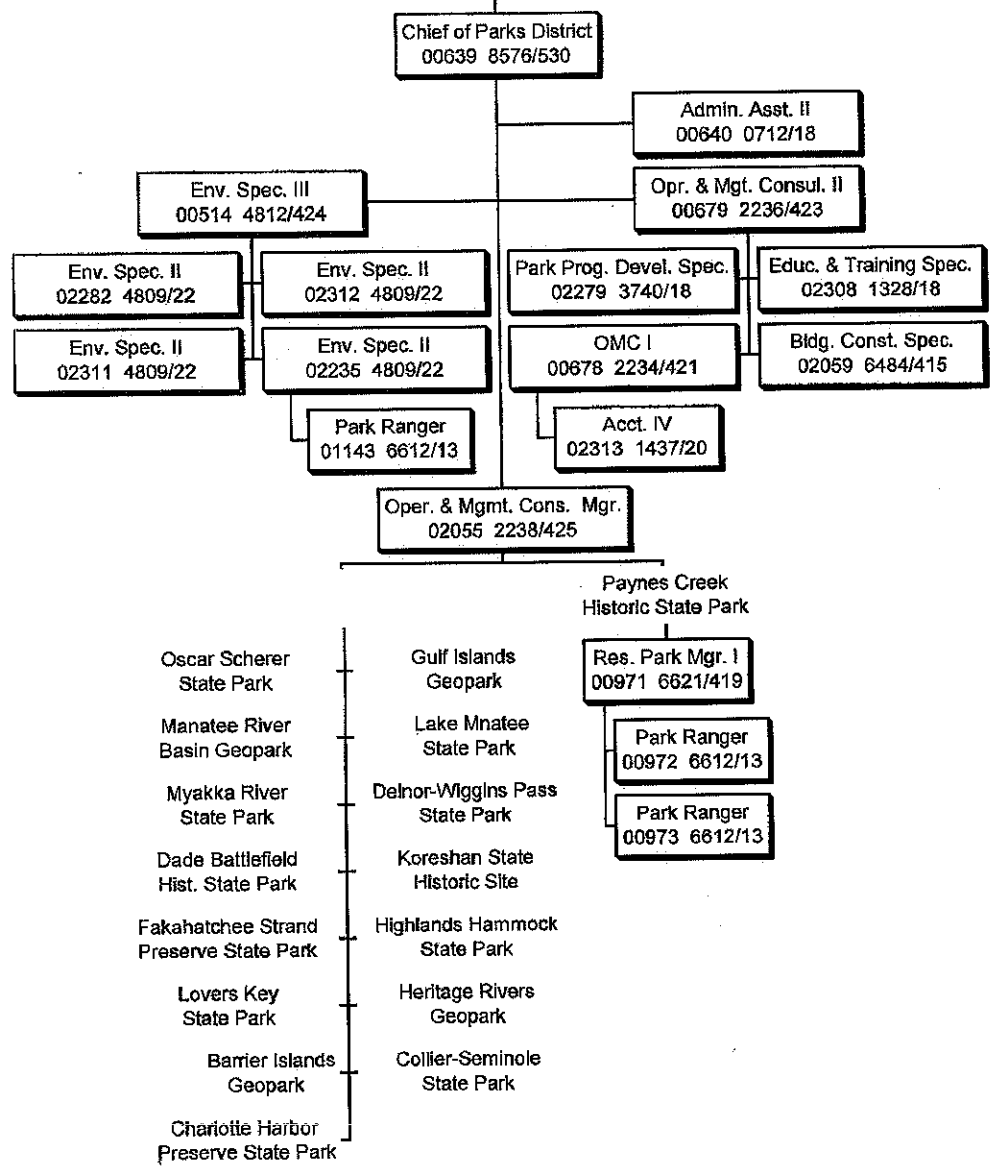 Chief of Parks District
00639 8576/530
Admin. Asst. II
00640 0712/18
Env. Spec. III
00514 4812/424
Opr. & Mgt. Consul. II
00679 2236/423
Env. Spec. II
02282 4809/22
Env. Spec. II
02312 4809/22
Park Prog. Devel. Spec.
02279 3740/18
Educ. & Training Spec.
02308 1328/18
Env. Spec. II
02311 4809/22
Env. Spec. II
02235 4809/22
OMC I
00678 2234/421
Bldg. Const. Spec.
02059 6484/415
Park Ranger
01143 6612/13
Acct. IV
02313 1437/20
Oper. & Mgmt. Cons. Mgr.
02055 2238/425
Paynes Creek
Historic State Park
Res. Park Mgr. I
00971 6621/419
Park Ranger
00972 6612/13
Park Ranger
00973 6612/13
Oscar Scherer
State Park
Gulf Islands
Geopark
Manatee River
Basin Geopark
Lake Mnatee
State Park
Myakka River
State Park
Delnor-Wiggins Pass
State Park
Dade Battlefield
Hist. State Park
Koreshan State
Historic Site
Fakahatchee Strand
Preserve State Park
Highlands Hammock
State Park
Lovers Key
State Park
Heritage Rivers
Geopark
Barrier Islands
Geopark
Collier-Seminole
State Park
Charlotte Harbor
Preserve State Park